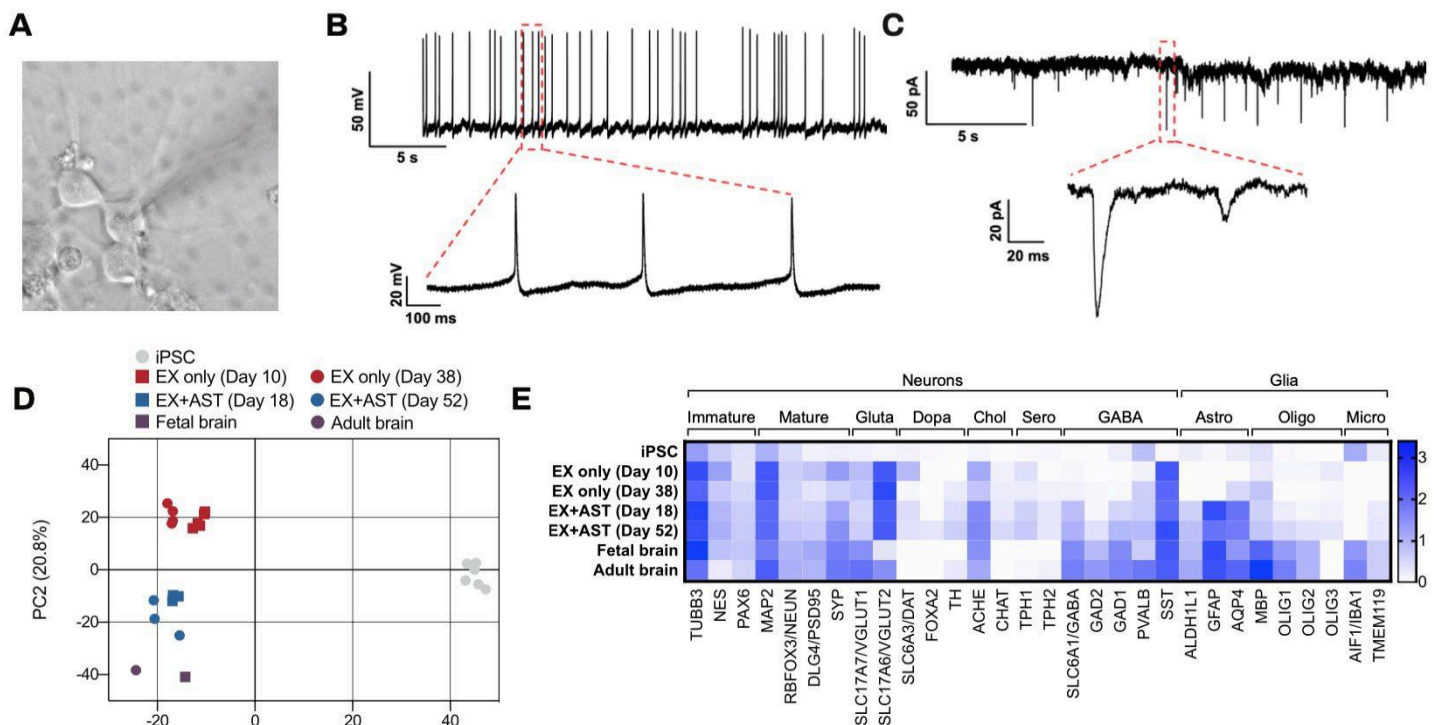 A
B
50 mV
5 s
20 mV
100 ms
C
50 pA
5 s
20 pA
20 ms
D
iPSC
EX only (Day 10)
EX only (Day 38)
EX+AST (Day 18)
EX+AST (Day 52)
Fetal brain
Adult brain
PC2 (20.8%)
40
20
0
-20
-40
-20
0
20
40
E
Neurons
Glia
Immature
Mature
Gluta
Dopa
Chol
Sero
GABA
Astro
Oligo
Micro
iPSC
EX only (Day 10)
EX only (Day 38)
EX+AST (Day 18)
EX+AST (Day 52)
Fetal brain
Adult brain
3
2
1
0
TUBB3
NES
PAX6
MAP2
RBFOX3/NEUN
DLG4/PSD95
SYP
SLC17A7/VGLUT1
SLC17A6/VGLUT2
SLC6A3/DAT
FOXA2
TH
ACHE
CHAT
TPH1
TPH2
SLC6A1/GABA
GAD2
GAD1
PVALB
SST
ALDH1L1
GFAP
AQP4
MBP
OLIG1
OLIG2
OLIG3
AIF1/IBA1
TMEM119